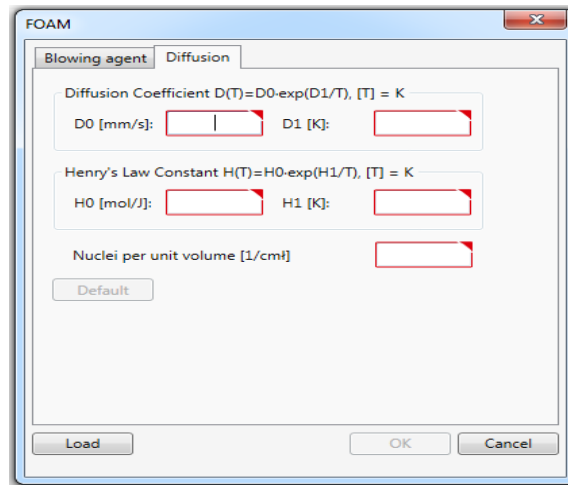 FOAM
Blowing agent Diffusion
Diffusion Coefficient D(T)=D0·exp(D1/T), [T] = K
D0 [mm/s]: D1 [K]:
Henry's Law Constant H(T)=H0·exp(H1/T), [T] = K
H0 [mol/J]: H1 [K]:
Nuclei per unit volume [1/cmł]
Default
Load OK Cancel